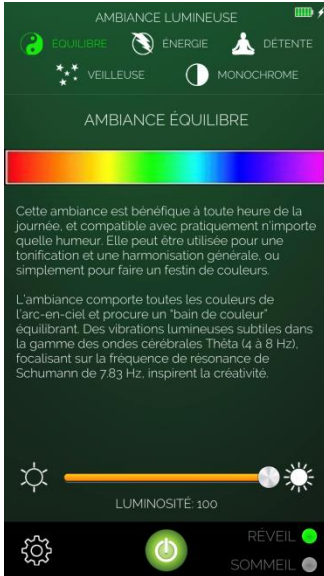 AMBIANCE LUMINEUSE
ÉQUILIBRE ÉNERGIE DÉTENTE
VEILLEUSE MONOCHROME
AMBIANCE ÉQUILIBRE
Cette ambiance est bénéfique à toute heure de la
journée, et compatible avec pratiquement n'importe
quelle humeur. Elle peut être utilisée pour une
tonification et une harmonisation générale, ou
simplement pour faire un festin de couleurs.
L'ambiance comporte toutes les couleurs de
l'arc-en-ciel et procure un "bain de couleur"
équilibrant. Des vibrations lumineuses subtiles dans
la gamme des ondes cérébrales Thêta (4 à 8 Hz),
focalisant sur la fréquence de résonance de
Schumann de 7.83 Hz, inspirent la créativité.
LUMINOSITÉ: 100
RÉVEIL
SOMMEIL